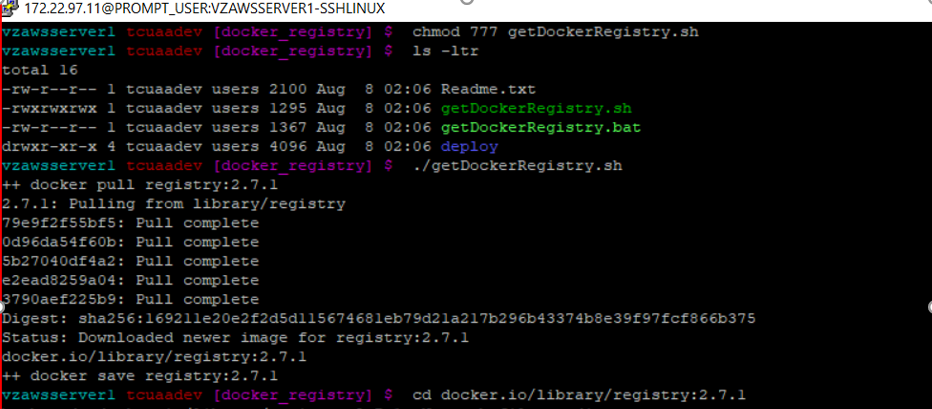 172.22.97.11@PROMPT_USER:VZAWSSERVER1-SSHLINUX
vzawsserver1 tcuaadev [docker_registry] $ chmod 777 getDockerRegistry.sh
vzawsserver1 tcuaadev [docker_registry] $ ls -ltr
total 16
-rw-r--r-- 1 tcuaadev users 2100 Aug 8 02:06 Readme.txt
-rwxrwxrwx 1 tcuaadev users 1295 Aug 8 02:06 getDockerRegistry.sh
-rw-r--r-- 1 tcuaadev users 1367 Aug 8 02:06 getDockerRegistry.bat
drwxr-xr-x 4 tcuaadev users 4096 Aug 8 02:06 deploy
vzawsserver1 tcuaadev [docker_registry] $ ./getDockerRegistry.sh
++ docker pull registry:2.7.1
2.7.1: Pulling from library/registry
79e9f2f55bf5: Pull complete
0d96da54f60b: Pull complete
5b27040df4a2: Pull complete
e2ead8259a04: Pull complete
3790aef225b9: Pull complete
Digest: sha256:169211e20e2f2d5d115674681eb79d21a217b296b43374b8e39f97fcf866b375
Status: Downloaded newer image for registry:2.7.1
docker.io/library/registry:2.7.1
++ docker save registry:2.7.1
vzawsserver1 tcuaadev [docker_registry] $ cd docker.io/library/registry:2.7.1